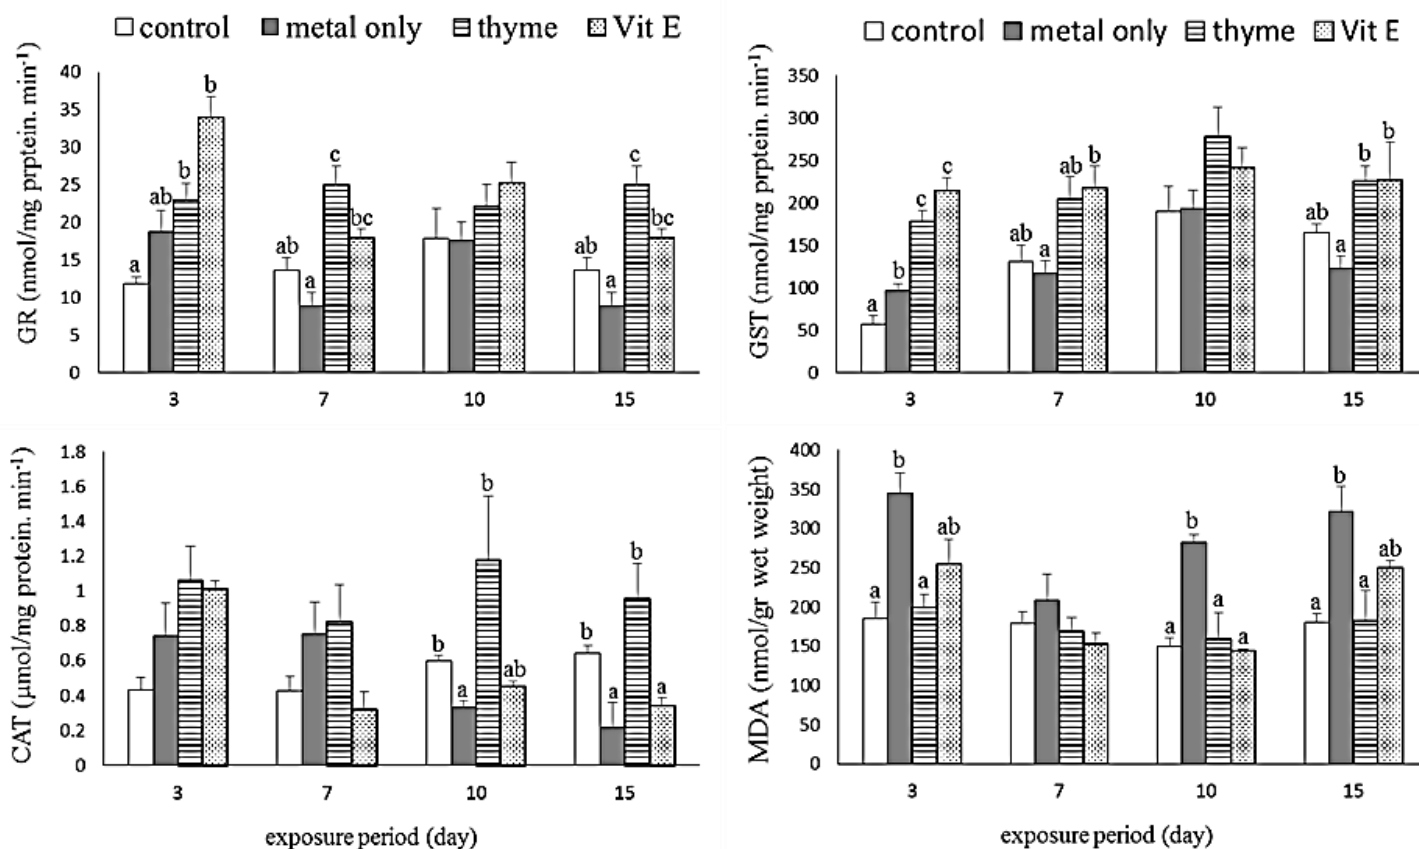 control metal only thyme Vit E
GR (nmol/mg prptein. min-1)
40
35
30
25
20
15
10
5
0
a ab b b
ab a c bc
ab a c bc
3 7 10 15
control metal only thyme Vit E
GST (nmol/mg prptein. min-1)
350
300
250
200
150
100
50
0
a b c c
ab a ab b
ab a b b
3 7 10 15
CAT (µmol/mg protein. min-1)
1.8
1.6
1.4
1.2
1
0.8
0.6
0.4
0.2
0
b a b ab
b a b a
3 7 10 15
exposure period (day)
MDA (nmol/gr wet weight)
400
350
300
250
200
150
100
50
0
a b a ab
a b a a
a b a ab
3 7 10 15
exposure period (day)